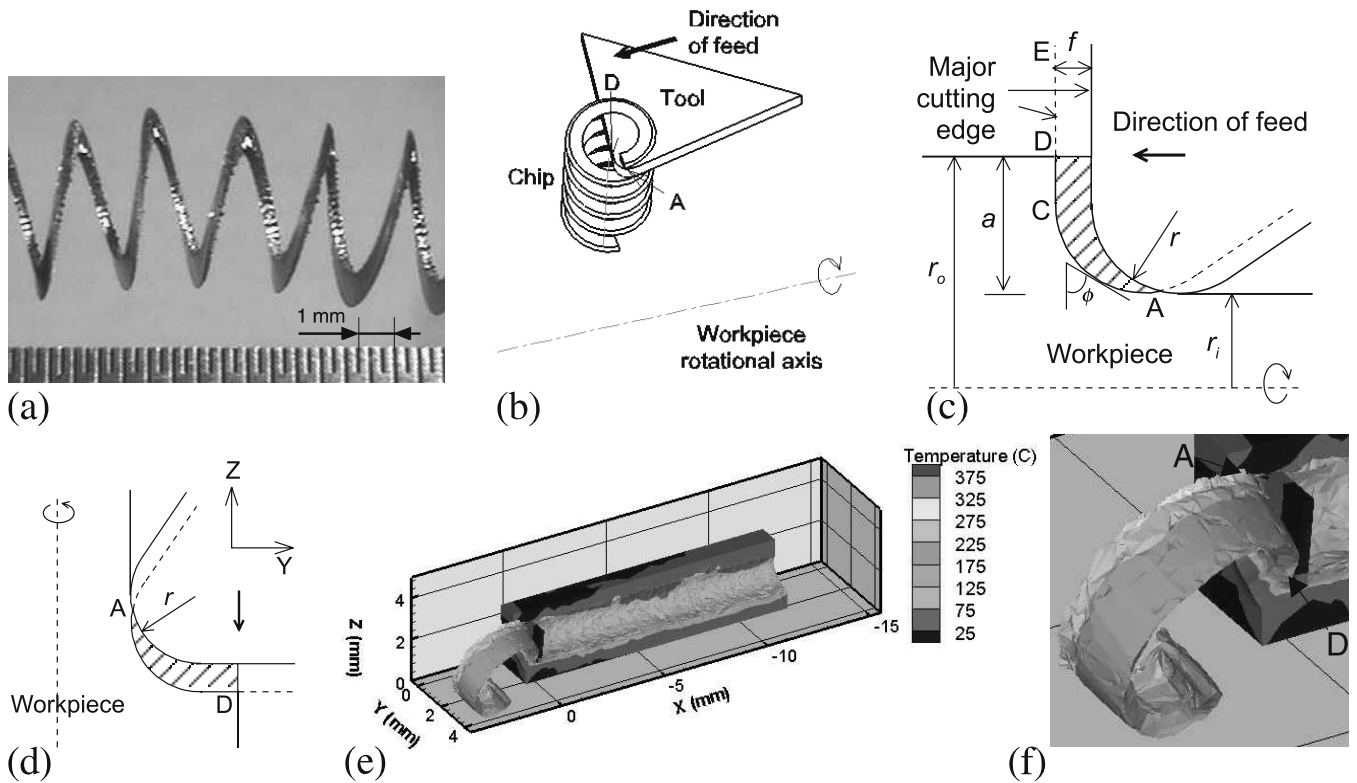 1 mm
(a)
Direction
of feed
D
Tool
Chip
A
Workpiece
rotational axis
(b)
E
f
Major
cutting
edge
D
Direction of feed
C
a
r
r_o
ϕ
A
r_i
Workpiece
(c)
Z
Y
A
r
D
Workpiece
(d)
Temperature (C)
375
325
275
225
175
125
75
25
4
2
0
Z (mm)
0
2
4
Y (mm)
0
-5
-10
-15
X (mm)
(e)
A
D
(f)